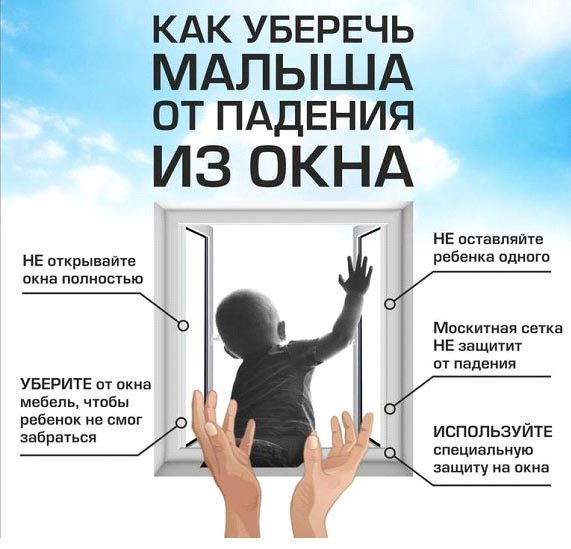 КАК УБЕРЕЧЬ
МАЛЫША
ОТ ПАДЕНИЯ
ИЗ ОКНА
НЕ открывайте
окна полностью
УБЕРИТЕ от окна
мебель, чтобы
ребенок не смог
забраться
НЕ оставляйте
ребенка одного
Москитная сетка
НЕ защитит
от падения
ИСПОЛЬЗУЙТЕ
специальную
защиту на окна